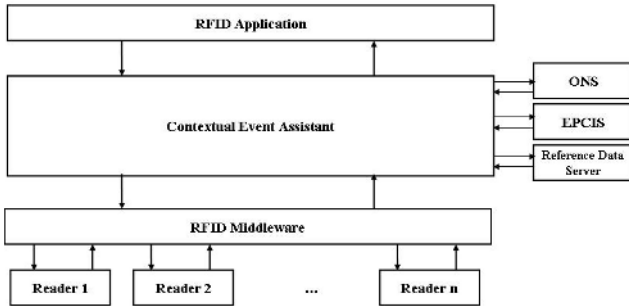 RFID Application
Contextual Event Assistant
ONS
EPCIS
Reference Data
Server
RFID Middleware
Reader 1
Reader 2
...
Reader n